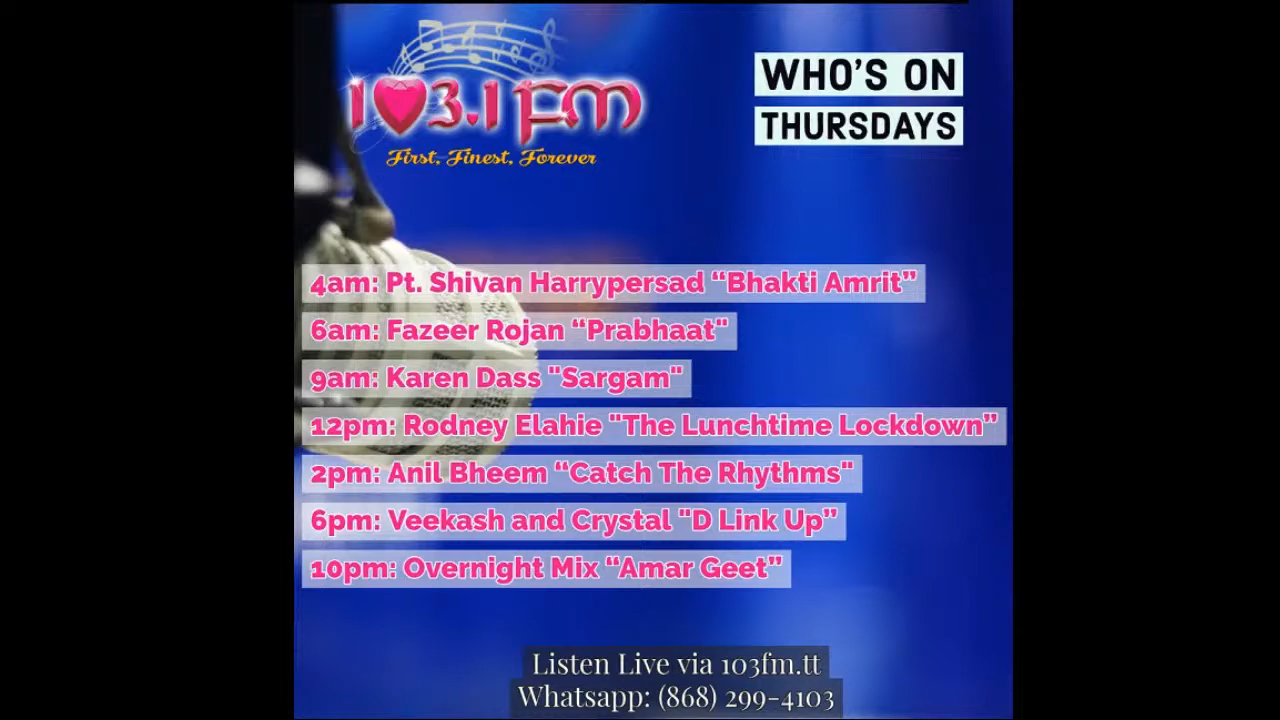 103.1 FM
First, Finest, Forever
WHO'S ON
THURSDAYS
4am: Pt. Shivan Harrypersad “Bhakti Amrit”
6am: Fazeer Rojan “Prabhaat"
9am: Karen Dass "Sargam"
12pm: Rodney Elahie "The Lunchtime Lockdown”
2pm: Anil Bheem “Catch The Rhythms"
6pm: Veekash and Crystal "D Link Up”
10pm: Overnight Mix “Amar Geet”
Listen Live via 103fm.tt
Whatsapp: (868) 299-4103